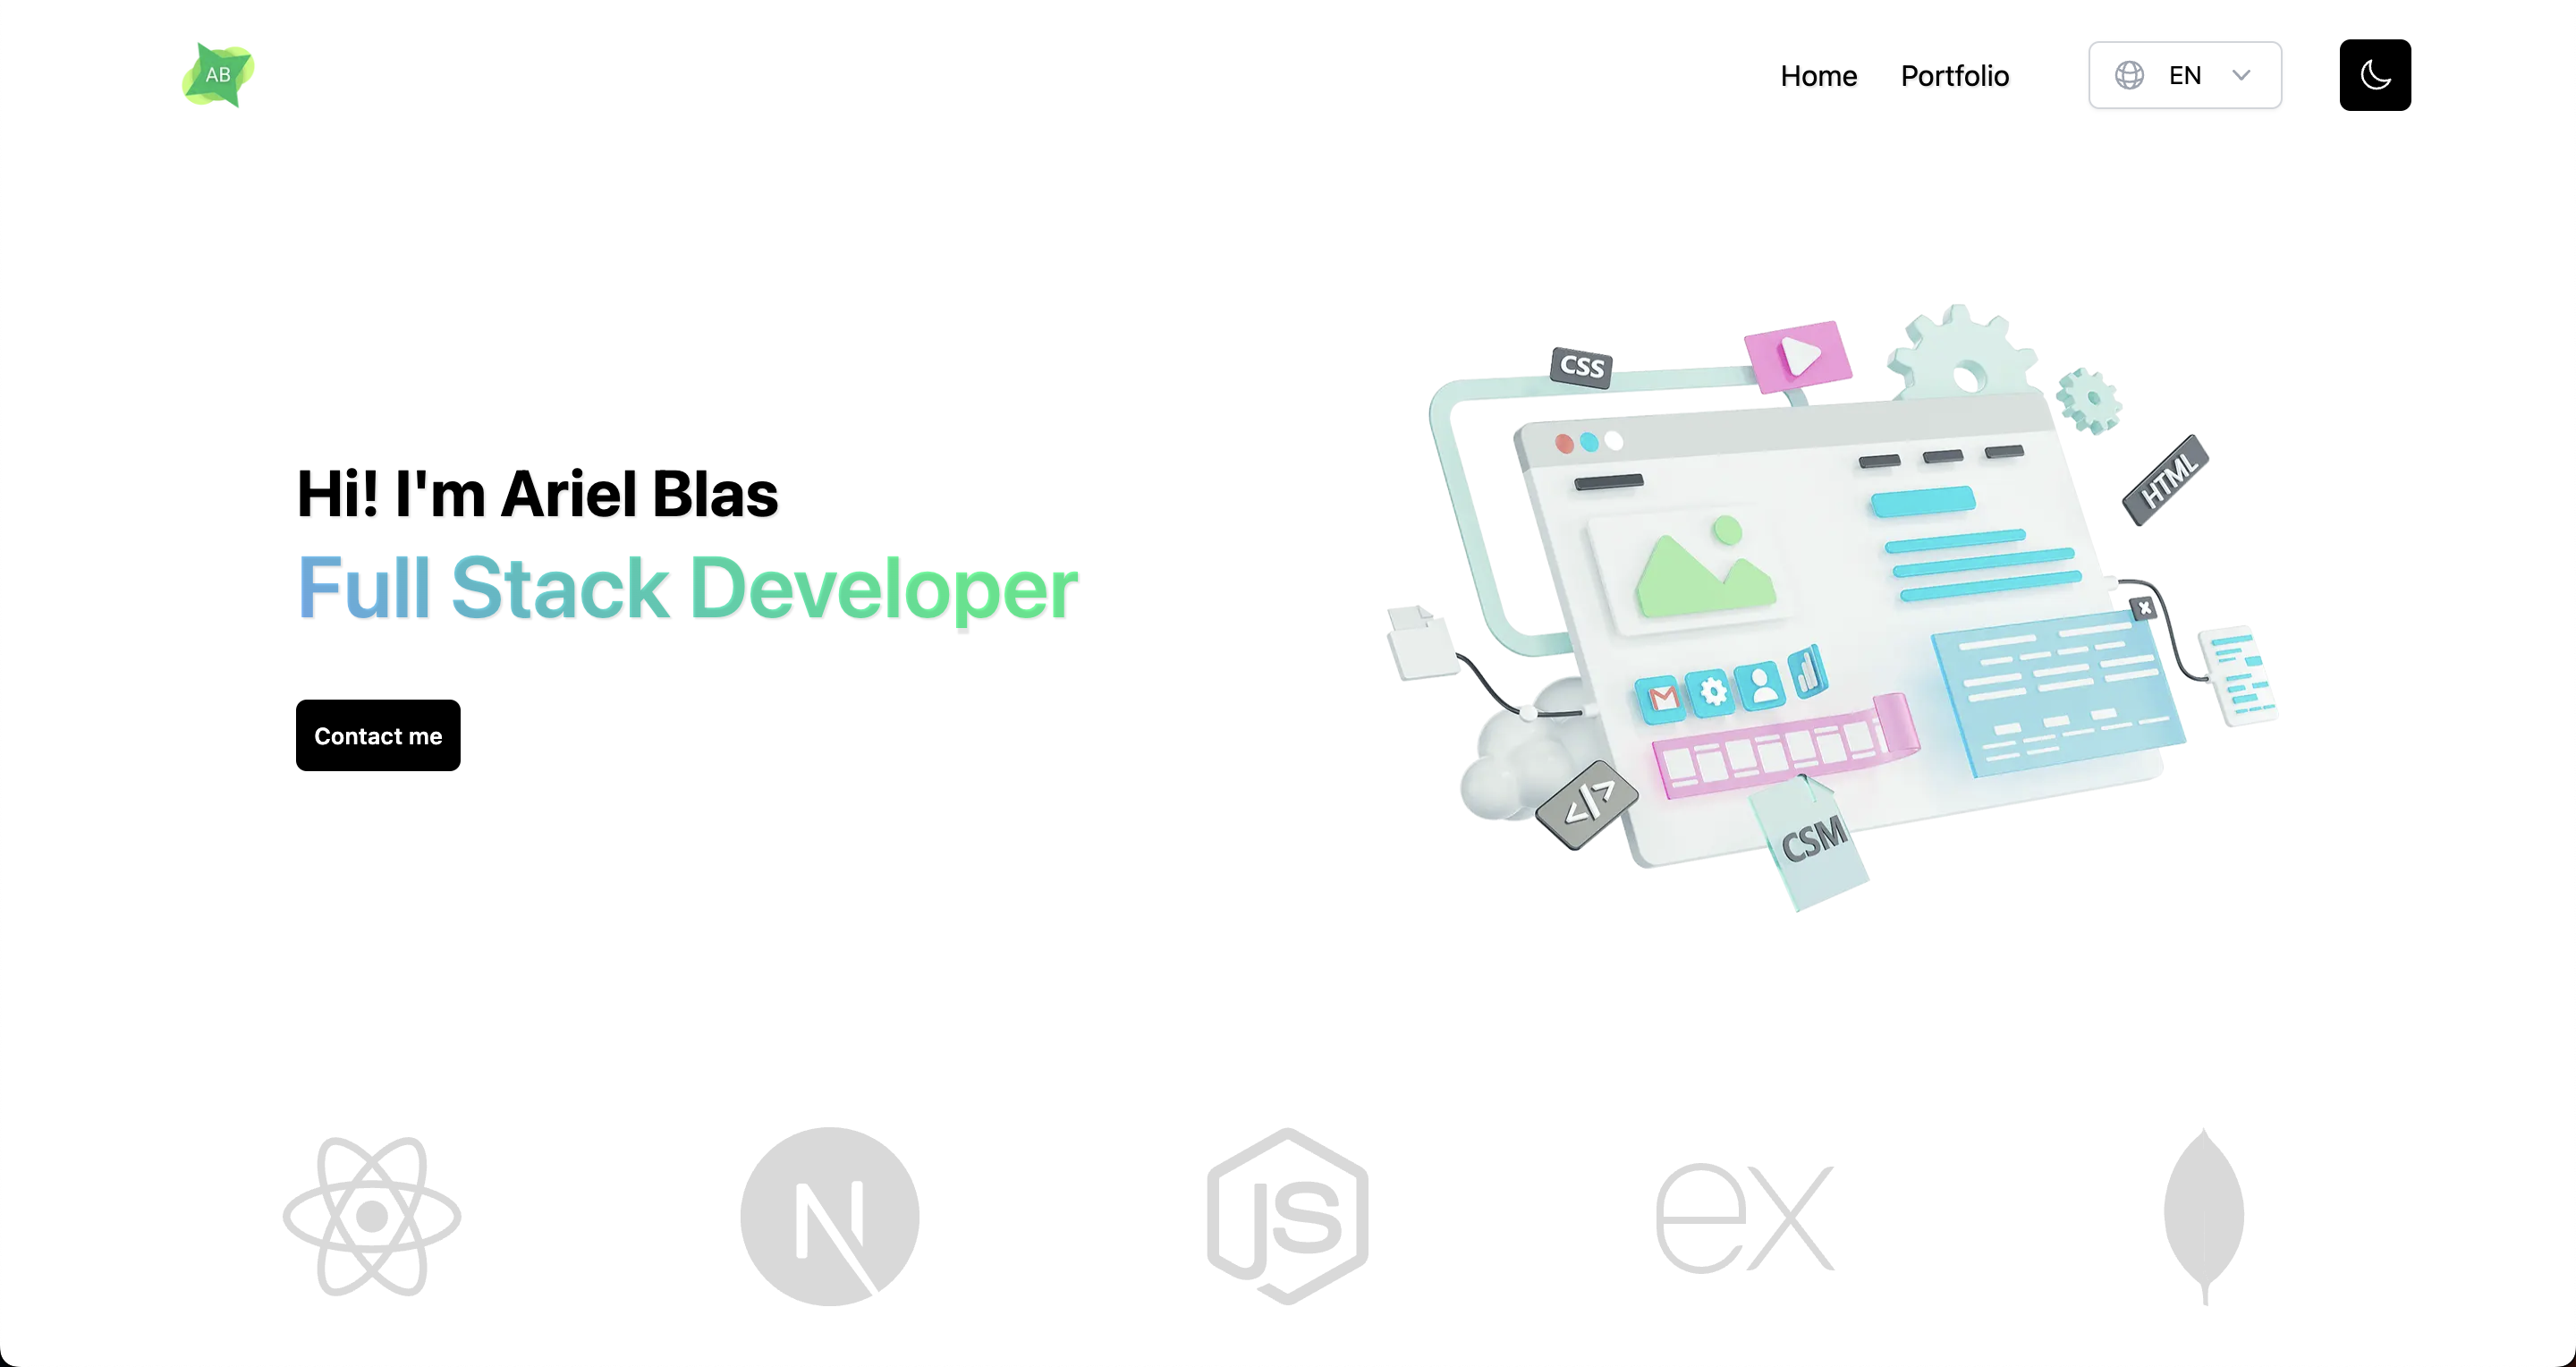 AB
Home
Portfolio
EN
Hi! I'm Ariel Blas
Full Stack Developer
Contact me
CSS
HTML
</>
CSM
N
JS
ex